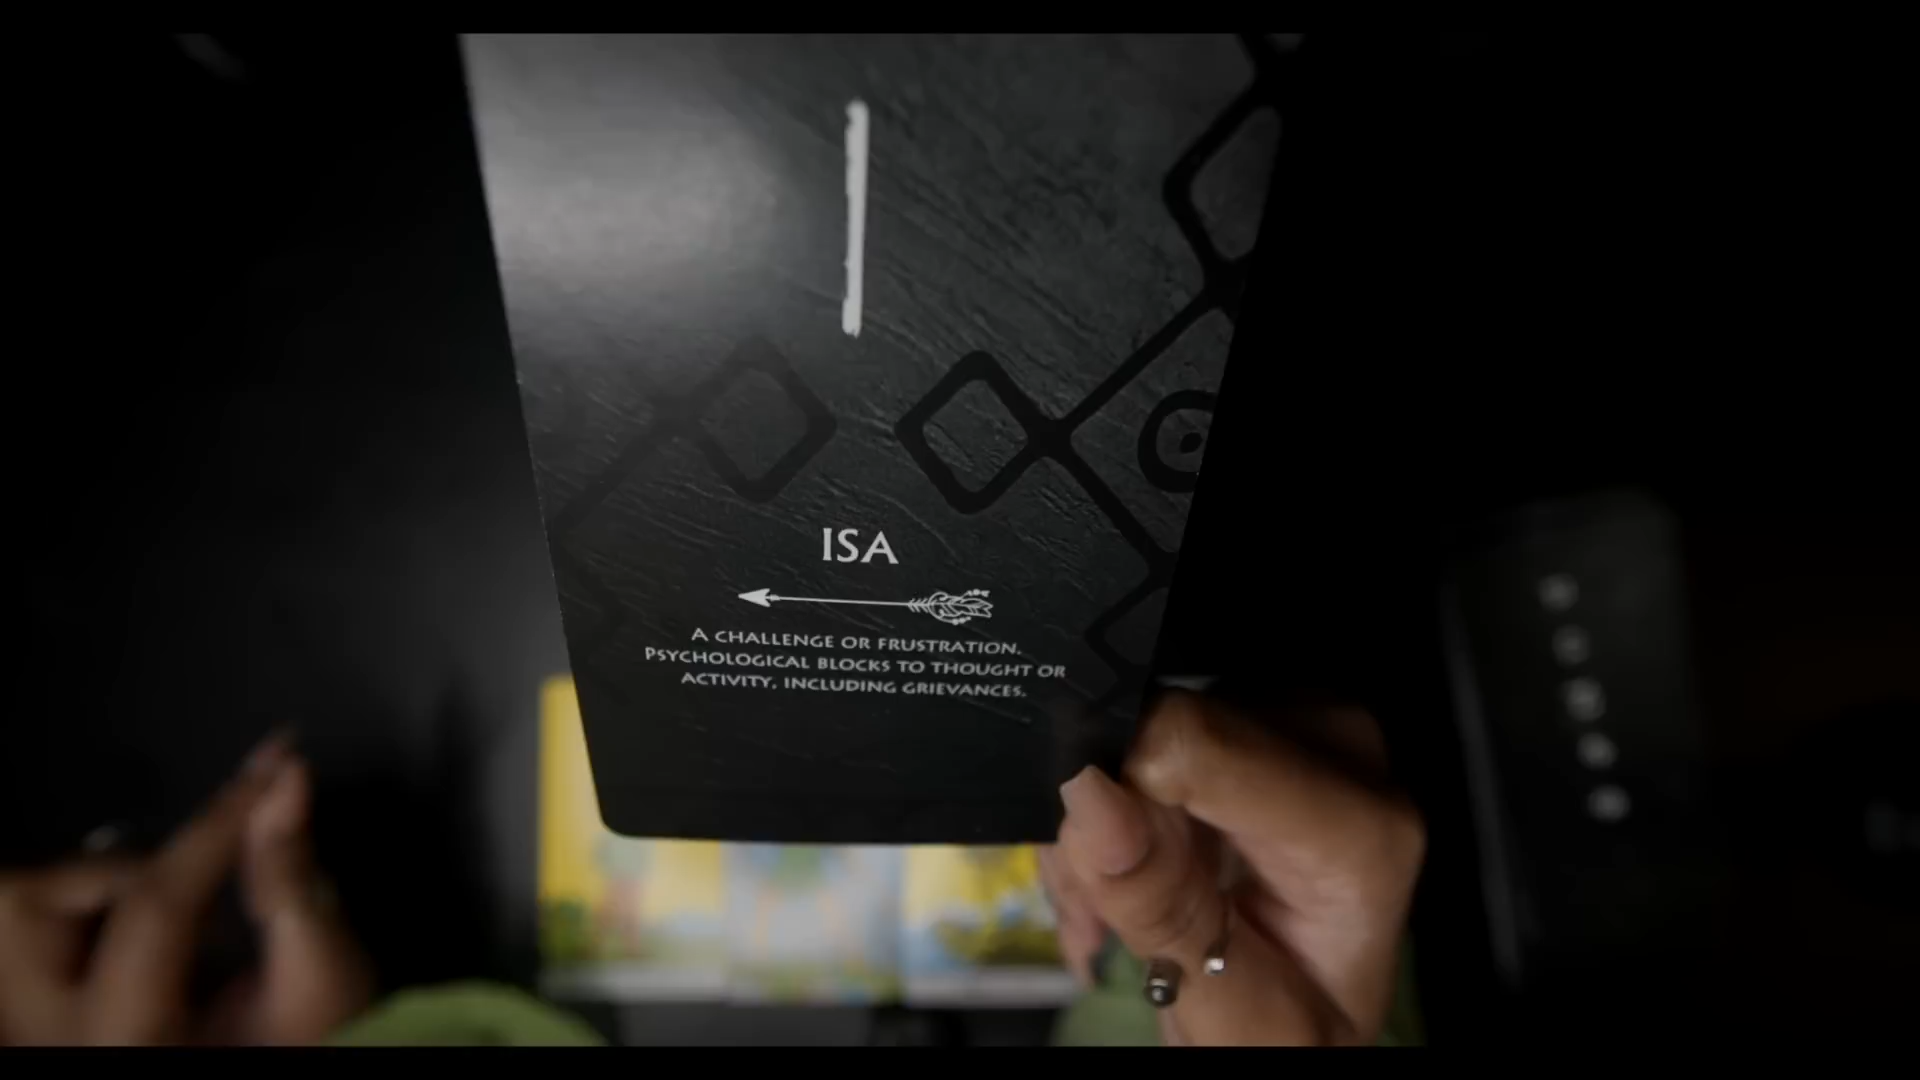 ISA
A CHALLENGE OR FRUSTRATION.
PSYCHOLOGICAL BLOCKS TO THOUGHT OR
ACTIVITY, INCLUDING GRIEVANCES.